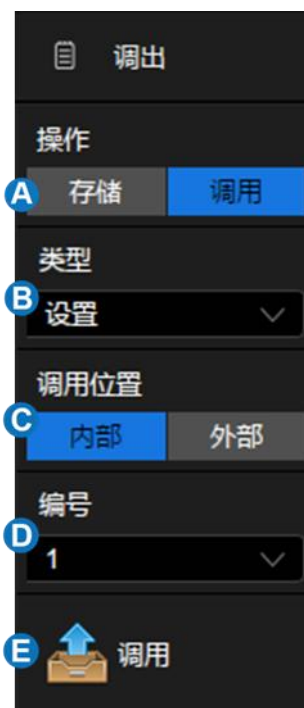 调出
操作
A 存储 调用
类型
B 设置
调用位置
C 内部 外部
编号
D 1
E 调用